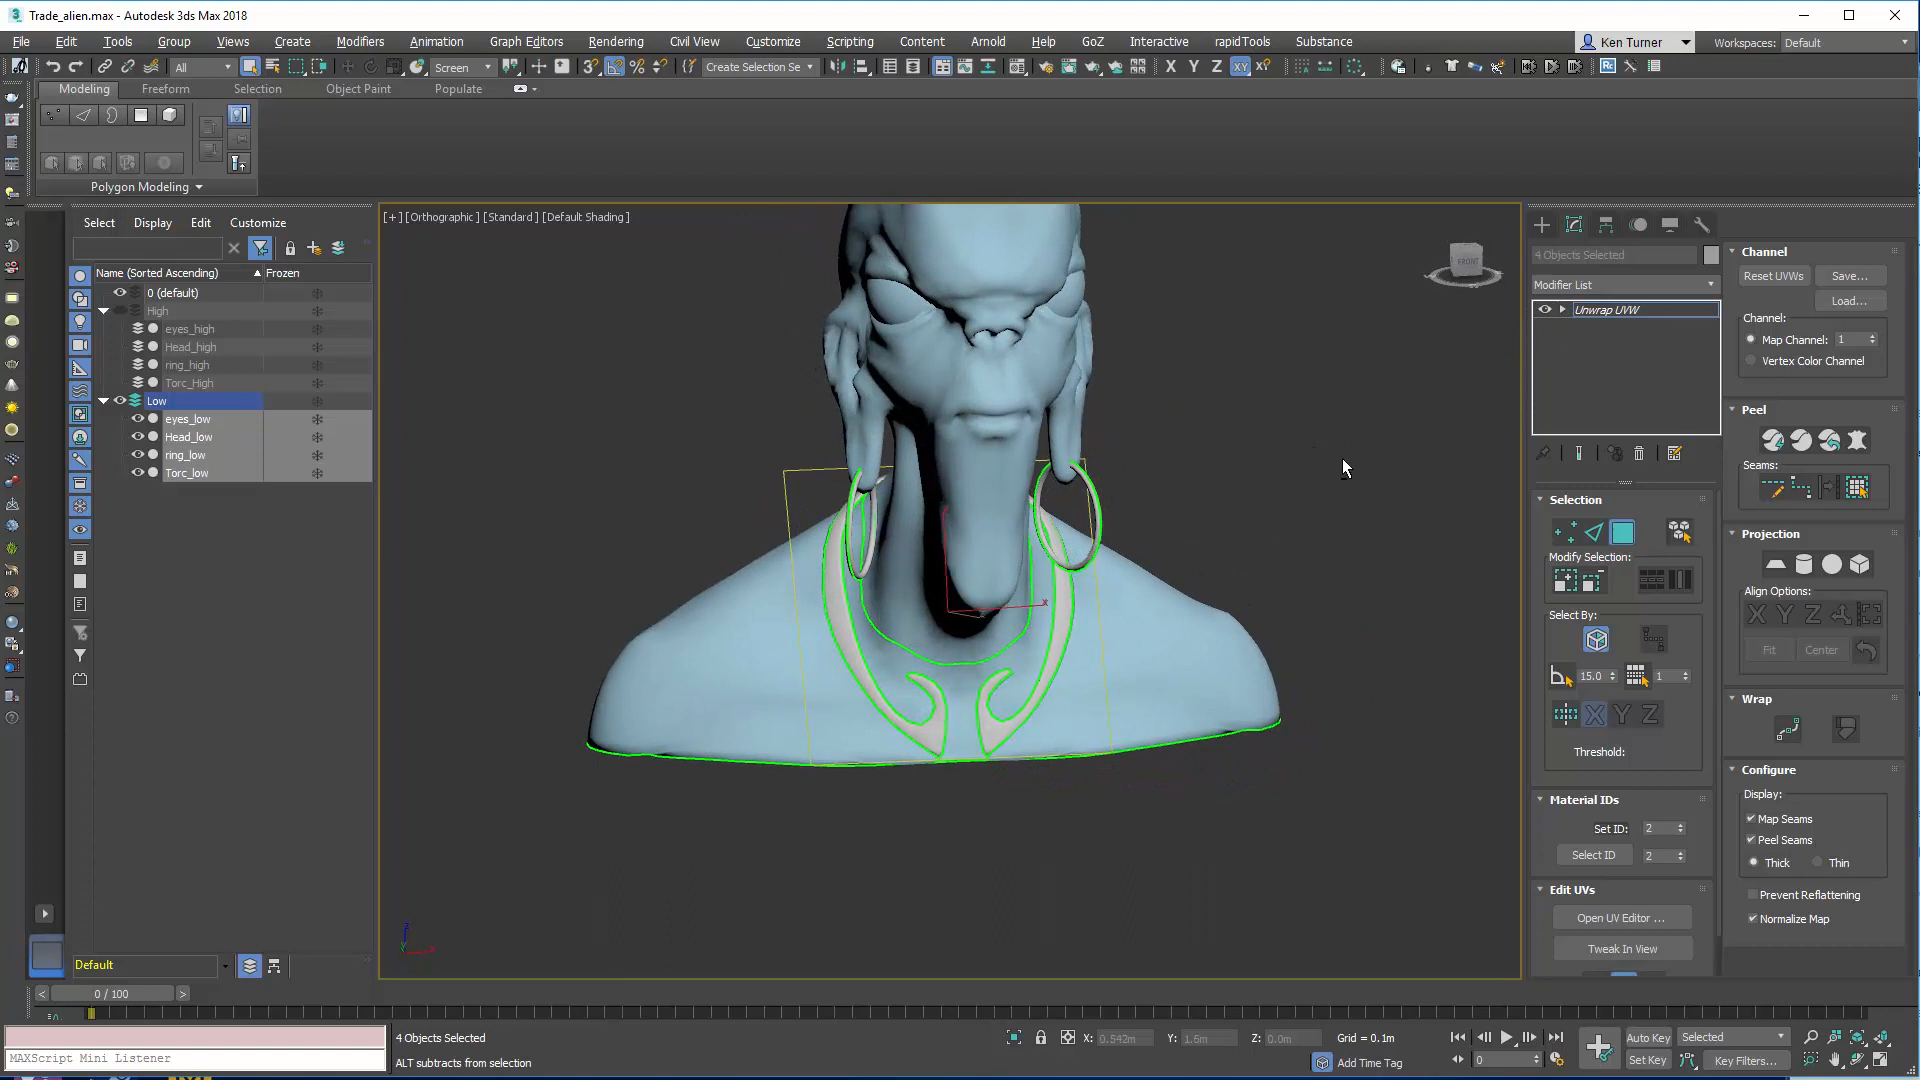 Trade_alien.max - Autodesk 3ds Max 2018
File Edit Tools Group Views Create Modifiers Animation Graph Editors Rendering Civil View Customize Scripting Content Arnold Help GoZ Interactive rapidTools Substance Ken Turner Workspaces: Default
All Screen Create Selection Se X Y Z XY
Modeling Freeform Selection Object Paint Populate
Polygon Modeling
Select Display Edit Customize
Name (Sorted Ascending) Frozen
0 (default)
High
eyes_high
Head_high
ring_high
Torc_High
Low
eyes_low
Head_low
ring_low
Torc_low
Default
[+] [Orthographic] [Standard] [Default Shading]
FRONT
x
4 Objects Selected
Modifier List
Unwrap UVW
Selection
Modify Selection:
Select By:
15.0 1
X Y Z
Threshold:
Material IDs
Set ID: 2
Select ID 2
Edit UVs
Open UV Editor ...
Tweak In View
Channel
Reset UVWs Save...
Load...
Channel:
Map Channel: 1
Vertex Color Channel
Peel
Seams:
Projection
Align Options:
X Y Z
Fit Center
Wrap
Configure
Display:
Map Seams
Peel Seams
Thick Thin
Prevent Reflattening
Normalize Map
< 0 / 100 >
MAXScript Mini Listener
4 Objects Selected
ALT subtracts from selection
X: 0.542m Y: 1.5m Z: 0.0m Grid = 0.1m
Add Time Tag
0
Auto Key Selected
Set Key Key Filters...